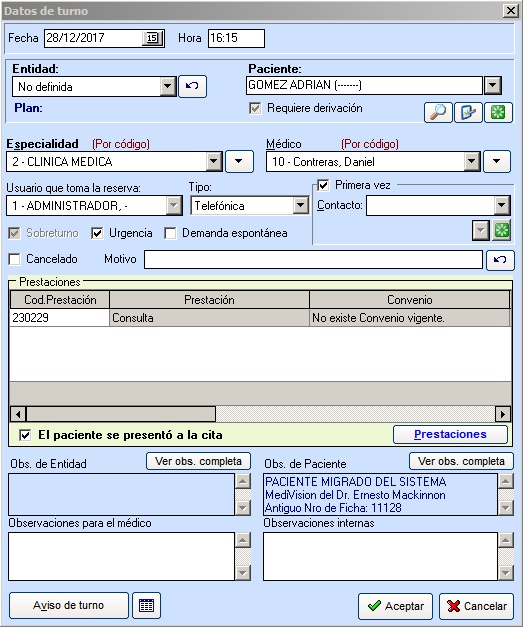 Datos de turno
Fecha 28/12/2017 15 Hora 16:15
Entidad: Paciente:
No definida GOMEZ ADRIAN (-------)
Plan: Requiere derivación
Especialidad (Por código) Médico (Por código)
2 - CLINICA MEDICA 10 - Contreras, Daniel
Usuario que toma la reserva: Tipo: Primera vez
1 - ADMINISTRADOR, - Telefónica Contacto:
Sobreturno Urgencia Demanda espontánea
Cancelado Motivo
Prestaciones
Cod.Prestación Prestación Convenio
230229 Consulta No existe Convenio vigente.
El paciente se presentó a la cita Prestaciones
Obs. de Entidad Ver obs. completa Obs. de Paciente Ver obs. completa
PACIENTE MIGRADO DEL SISTEMA
MediVision del Dr. Ernesto Mackinnon
Antiguo Nro de Ficha: 11128
Observaciones para el médico Observaciones internas
Aviso de turno Aceptar Cancelar